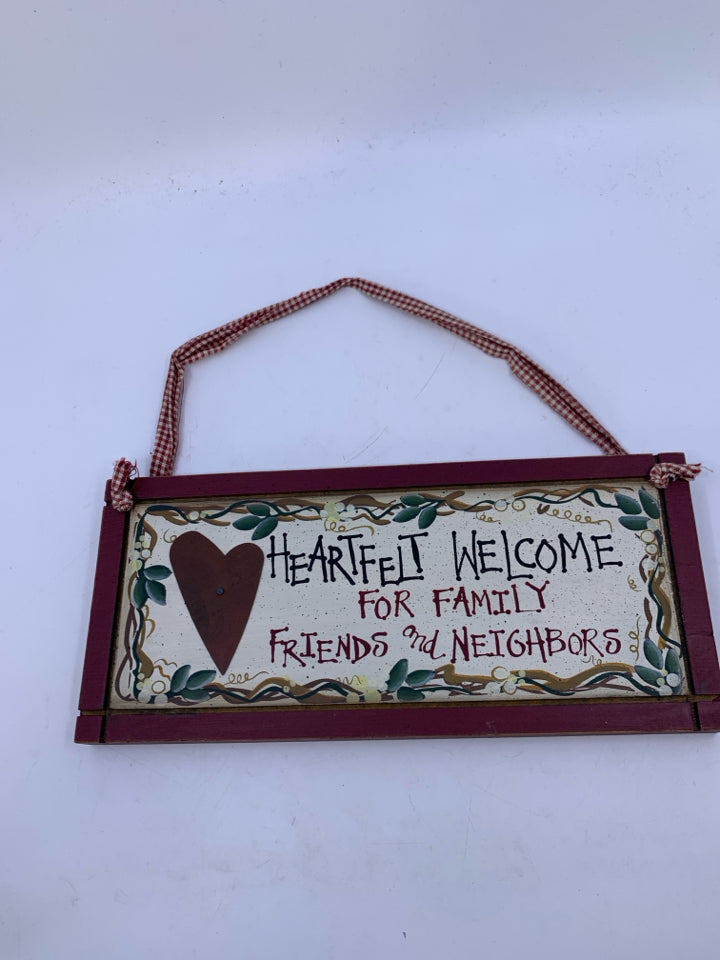 HEARTFELT WELCOME
FOR FAMILY
FRIENDS and NEIGHBORS